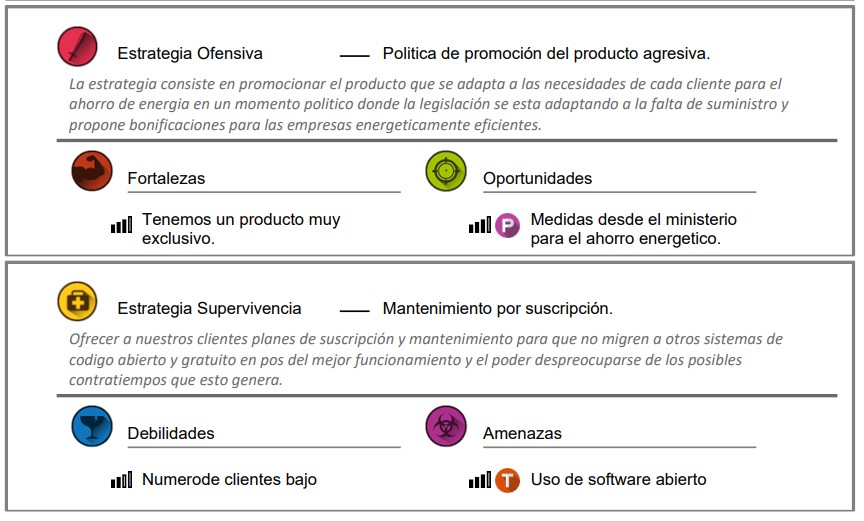 Estrategia Ofensiva — Politica de promoción del producto agresiva.
La estrategia consiste en promocionar el producto que se adapta a las necesidades de cada cliente para el
ahorro de energia en un momento politico donde la legislación se esta adaptando a la falta de suministro y
propone bonificaciones para las empresas energeticamente eficientes.
Fortalezas
Oportunidades
Tenemos un producto muy
exclusivo.
P
Medidas desde el ministerio
para el ahorro energetico.
Estrategia Supervivencia — Mantenimiento por suscripción.
Ofrecer a nuestros clientes planes de suscripción y mantenimiento para que no migren a otros sistemas de
codigo abierto y gratuito en pos del mejor funcionamiento y el poder despreocuparse de los posibles
contratiempos que esto genera.
Debilidades
Amenazas
Numerode clientes bajo
T
Uso de software abierto